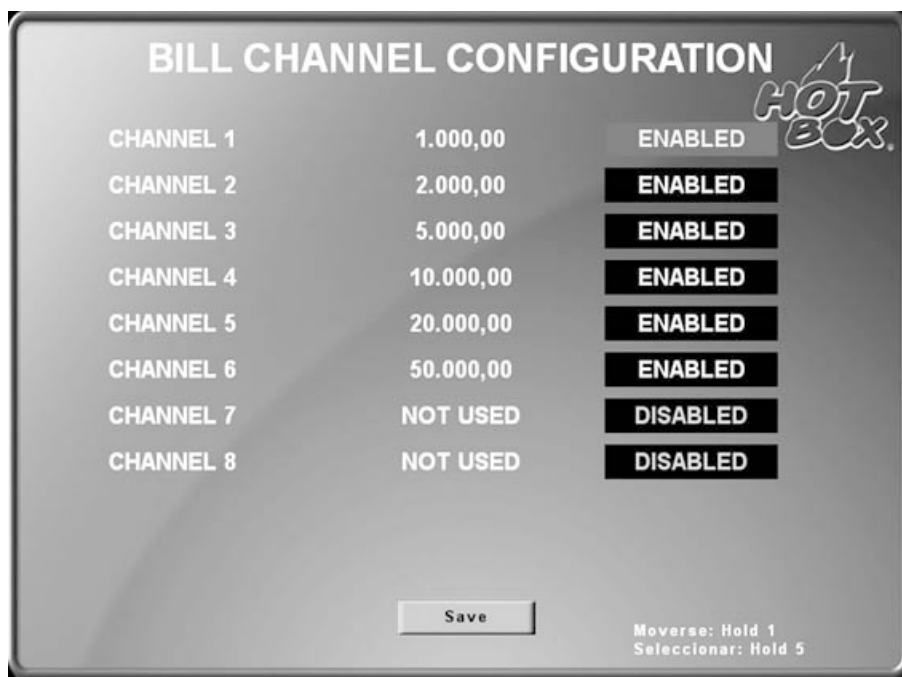 BILL CHANNEL CONFIGURATION
HOT
BOX
CHANNEL 1 1.000,00 ENABLED
CHANNEL 2 2.000,00 ENABLED
CHANNEL 3 5.000,00 ENABLED
CHANNEL 4 10.000,00 ENABLED
CHANNEL 5 20.000,00 ENABLED
CHANNEL 6 50.000,00 ENABLED
CHANNEL 7 NOT USED DISABLED
CHANNEL 8 NOT USED DISABLED
Save
Moverse: Hold 1
Seleccionar: Hold 5